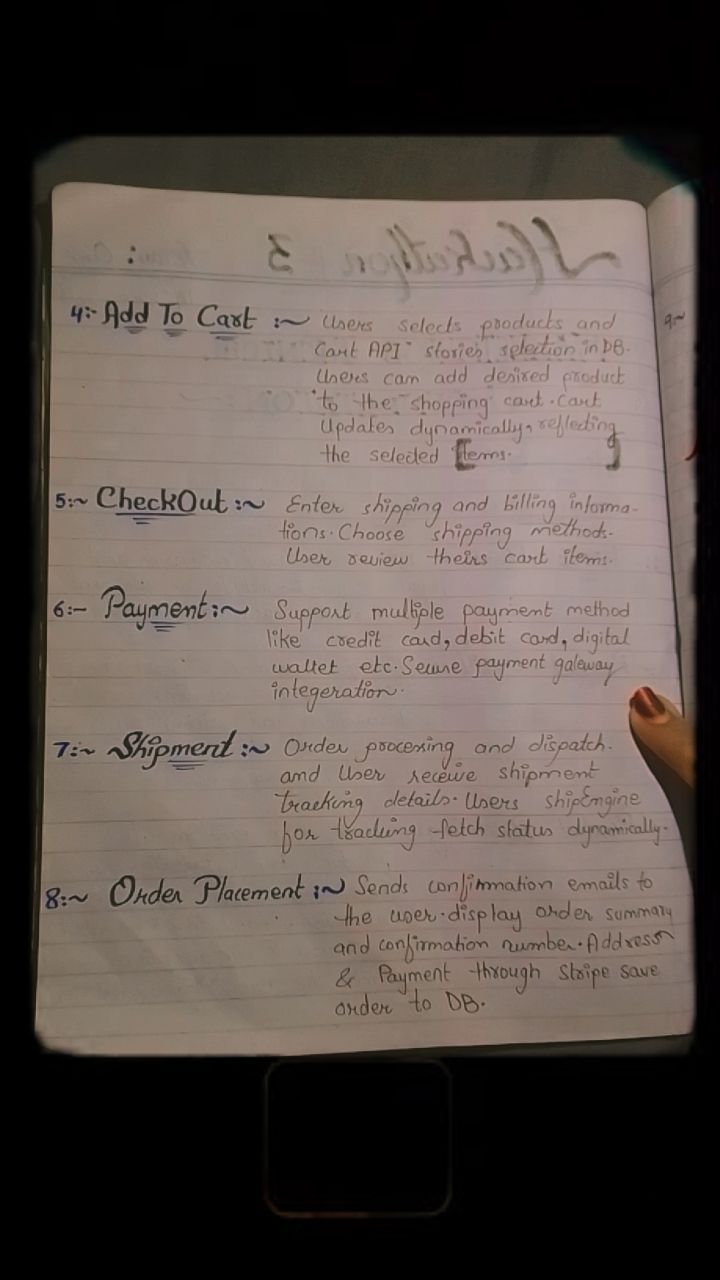 4:- Add To Cart :~ Users selects products and
Cart API stories selection in DB.
Users can add desired product
to the shopping cart. Cart
Updates dynamically, reflecting
the selected [Items. ]
5:~ CheckOut :~ Enter shipping and billing informa-
tions. Choose shipping methods.
User review theirs cart items.
6:- Payment :~ Support multiple payment method
like credit card, debit card, digital
wallet etc. Secure payment gateway
integeration.
7:~ Shipment :~ Order processing and dispatch.
and User receive shipment
tracking details. Users shipEngine
for tracking fetch status dynamically.
8:~ Order Placement :~ Sends confirmation emails to
the user. display order summary
and confirmation number. Address
& Payment through Stripe save
order to DB.
9:~
Hackathon 3 :